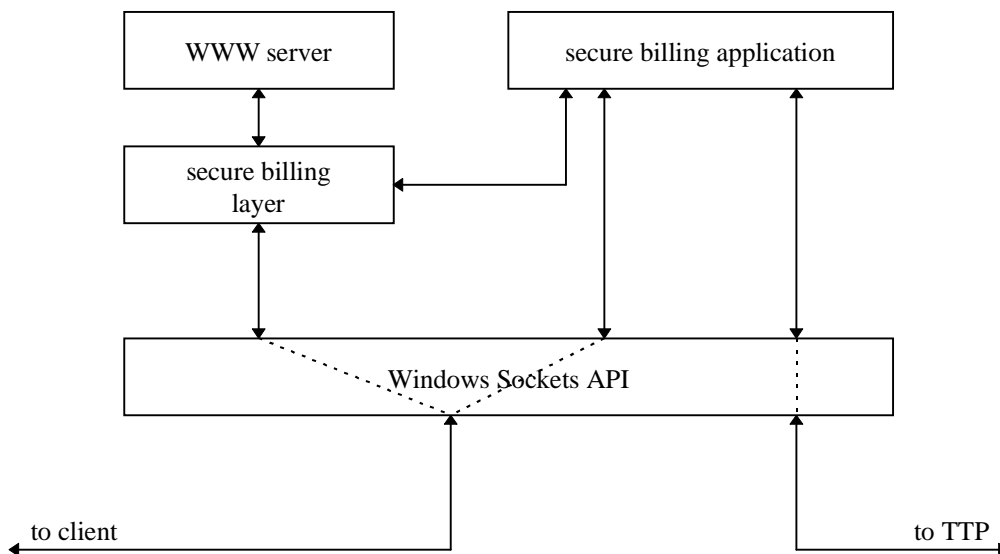 WWW server
secure billing application
secure billing
layer
Windows Sockets API
to client
to TTP